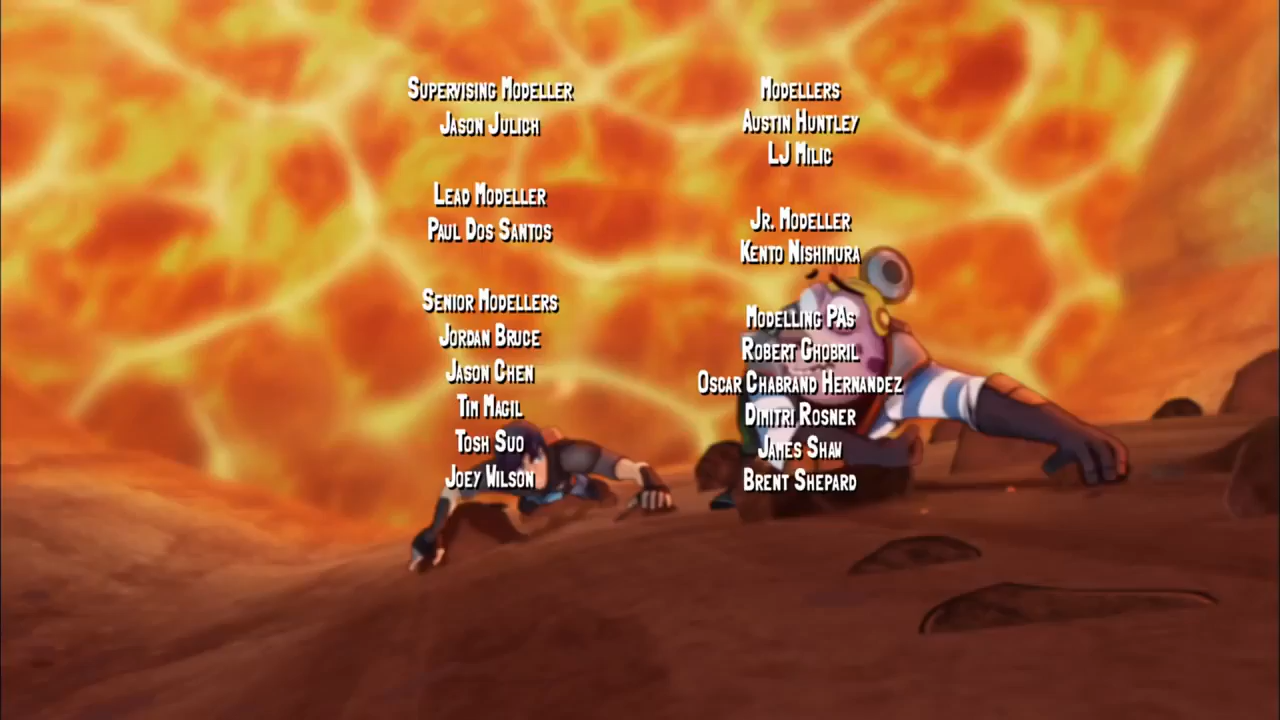 Supervising Modeller
Jason Julich
Lead Modeller
Paul Dos Santos
Senior Modellers
Jordan Bruce
Jason Chen
Tim Magil
Tosh Suo
Joey Wilson
Modellers
Austin Huntley
LJ Milic
Jr. Modeller
Kento Nishimura
Modelling PAs
Robert Ghobril
Oscar Chabrand Hernandez
Dimitri Rosner
James Shaw
Brent Shepard